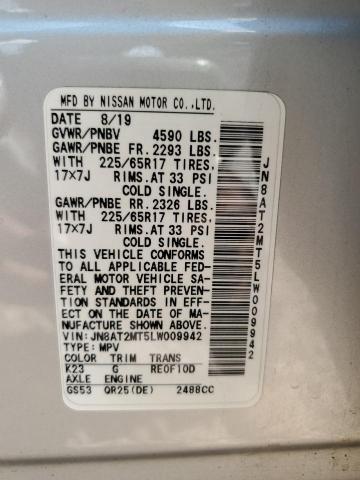 MFD BY NISSAN MOTOR CO.,LTD.
DATE 8/19
GVWR/PNBV 4590 LBS.
GAWR/PNBE FR. 2293 LBS.
WITH 225/65R17 TIRES,
17X7J RIMS.AT 33 PSI
COLD SINGLE.
GAWR/PNBE RR. 2326 LBS.
WITH 225/65R17 TIRES,
17X7J RIMS.AT 33 PSI
COLD SINGLE.
THIS VEHICLE CONFORMS
TO ALL APPLICABLE FED-
ERAL MOTOR VEHICLE SA-
FETY AND THEFT PREVEN-
TION STANDARDS IN EFF-
ECT ON THE DATE OF MA-
NUFACTURE SHOWN ABOVE.
VIN:JN8AT2MT5LW009942
TYPE:MPV
COLOR TRIM TRANS
K23 G RE0F10D
AXLE ENGINE
GS53 QR25(DE) 2488CC
JN8AT2MT5LW009942